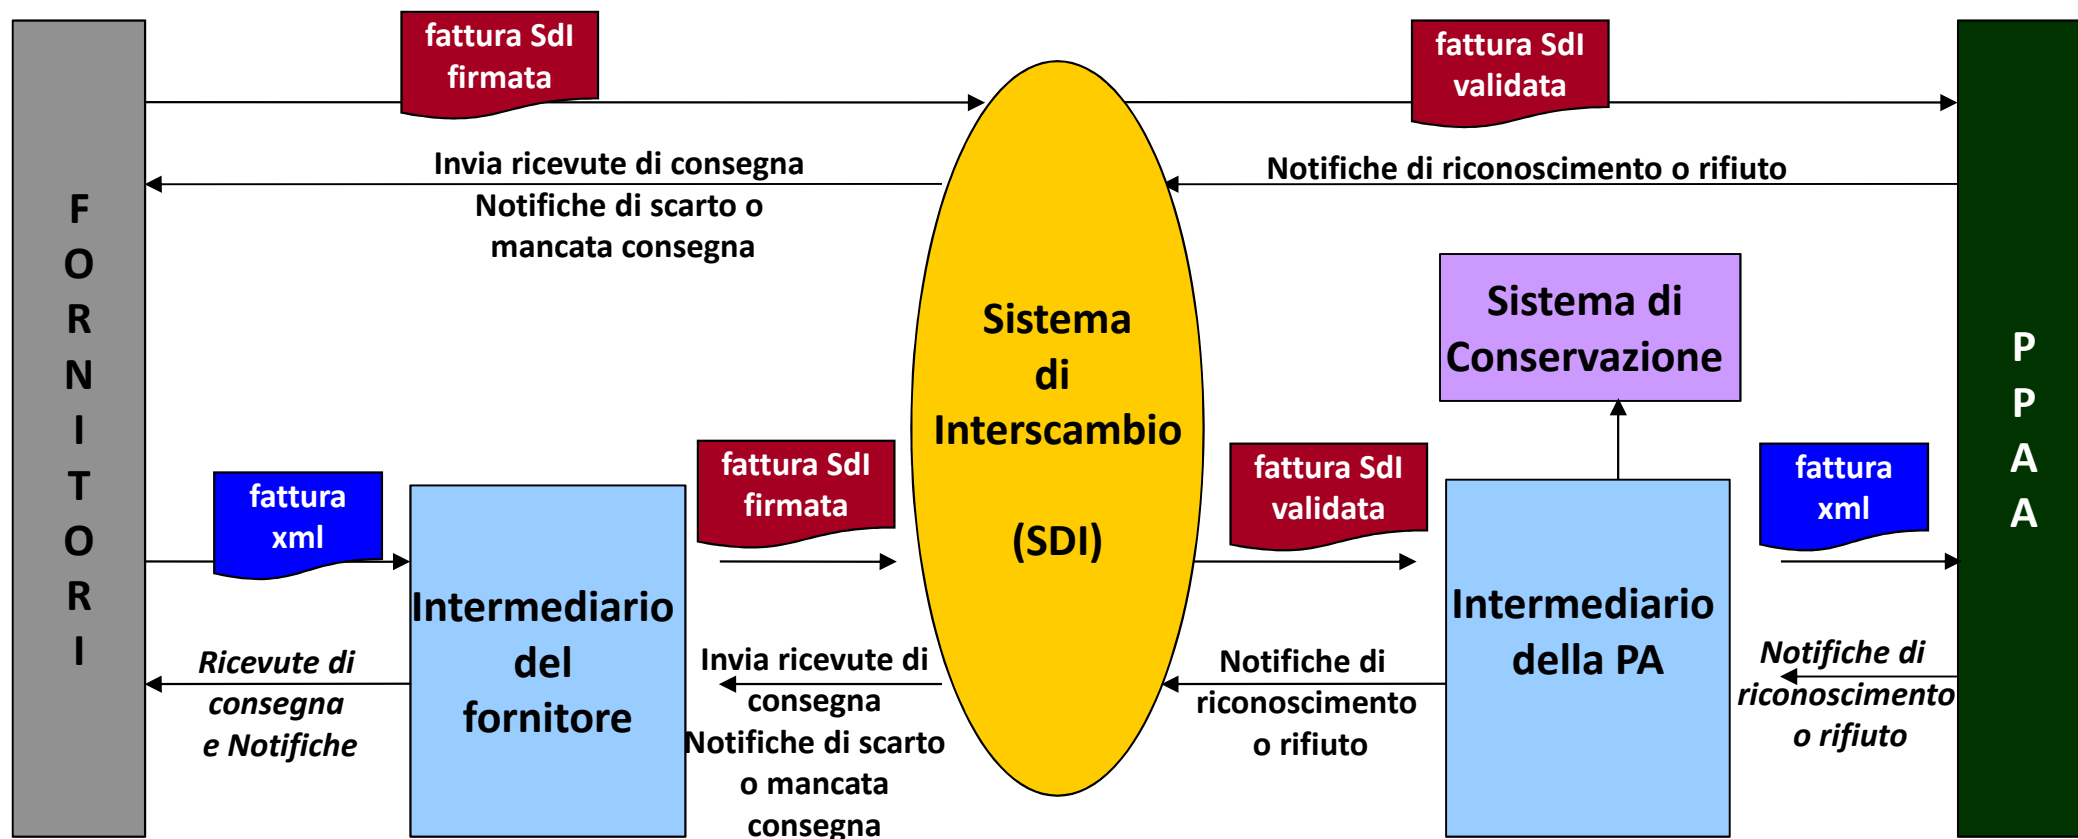 fattura SdI
firmata
fattura SdI
validata
Invia ricevute di consegna
Notifiche di scarto o
mancata consegna
Notifiche di riconoscimento o rifiuto
F
O
R
N
I
T
O
R
I
Sistema
di
Interscambio
(SDI)
Sistema di
Conservazione
P
P
A
A
fattura
xml
fattura SdI
firmata
fattura SdI
validata
fattura
xml
Intermediario
del
fornitore
Intermediario
della PA
Ricevute di
consegna
e Notifiche
Invia ricevute di
consegna
Notifiche di scarto
o mancata
consegna
Notifiche di
riconoscimento
o rifiuto
Notifiche di
riconoscimento
o rifiuto